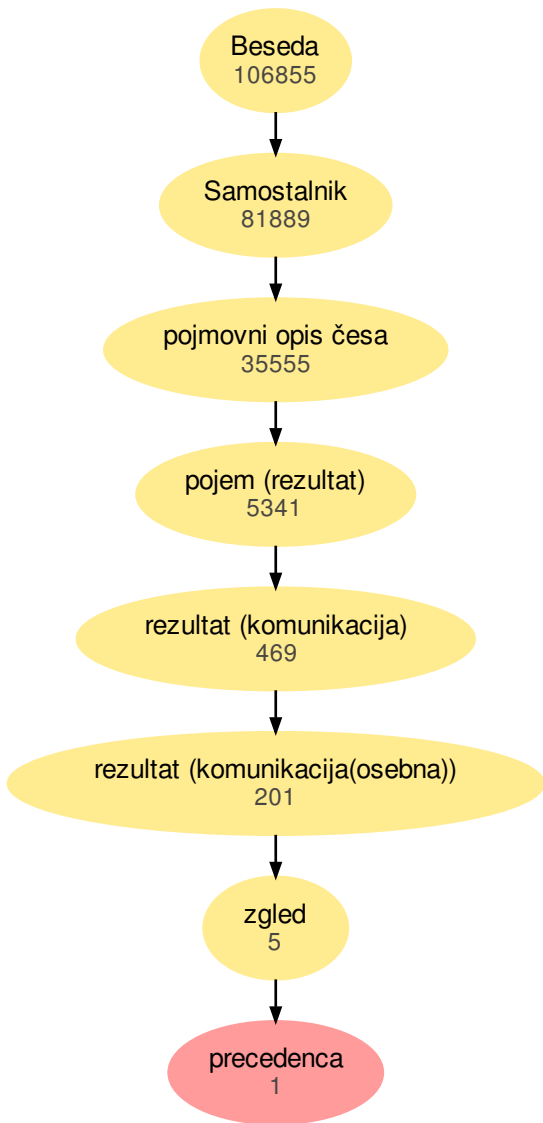 Beseda
106855
Samostalnik
81889
pojmovni opis česa
35555
pojem (rezultat)
5341
rezultat (komunikacija)
469
rezultat (komunikacija(osebna))
201
zgled
5
precedenca
1